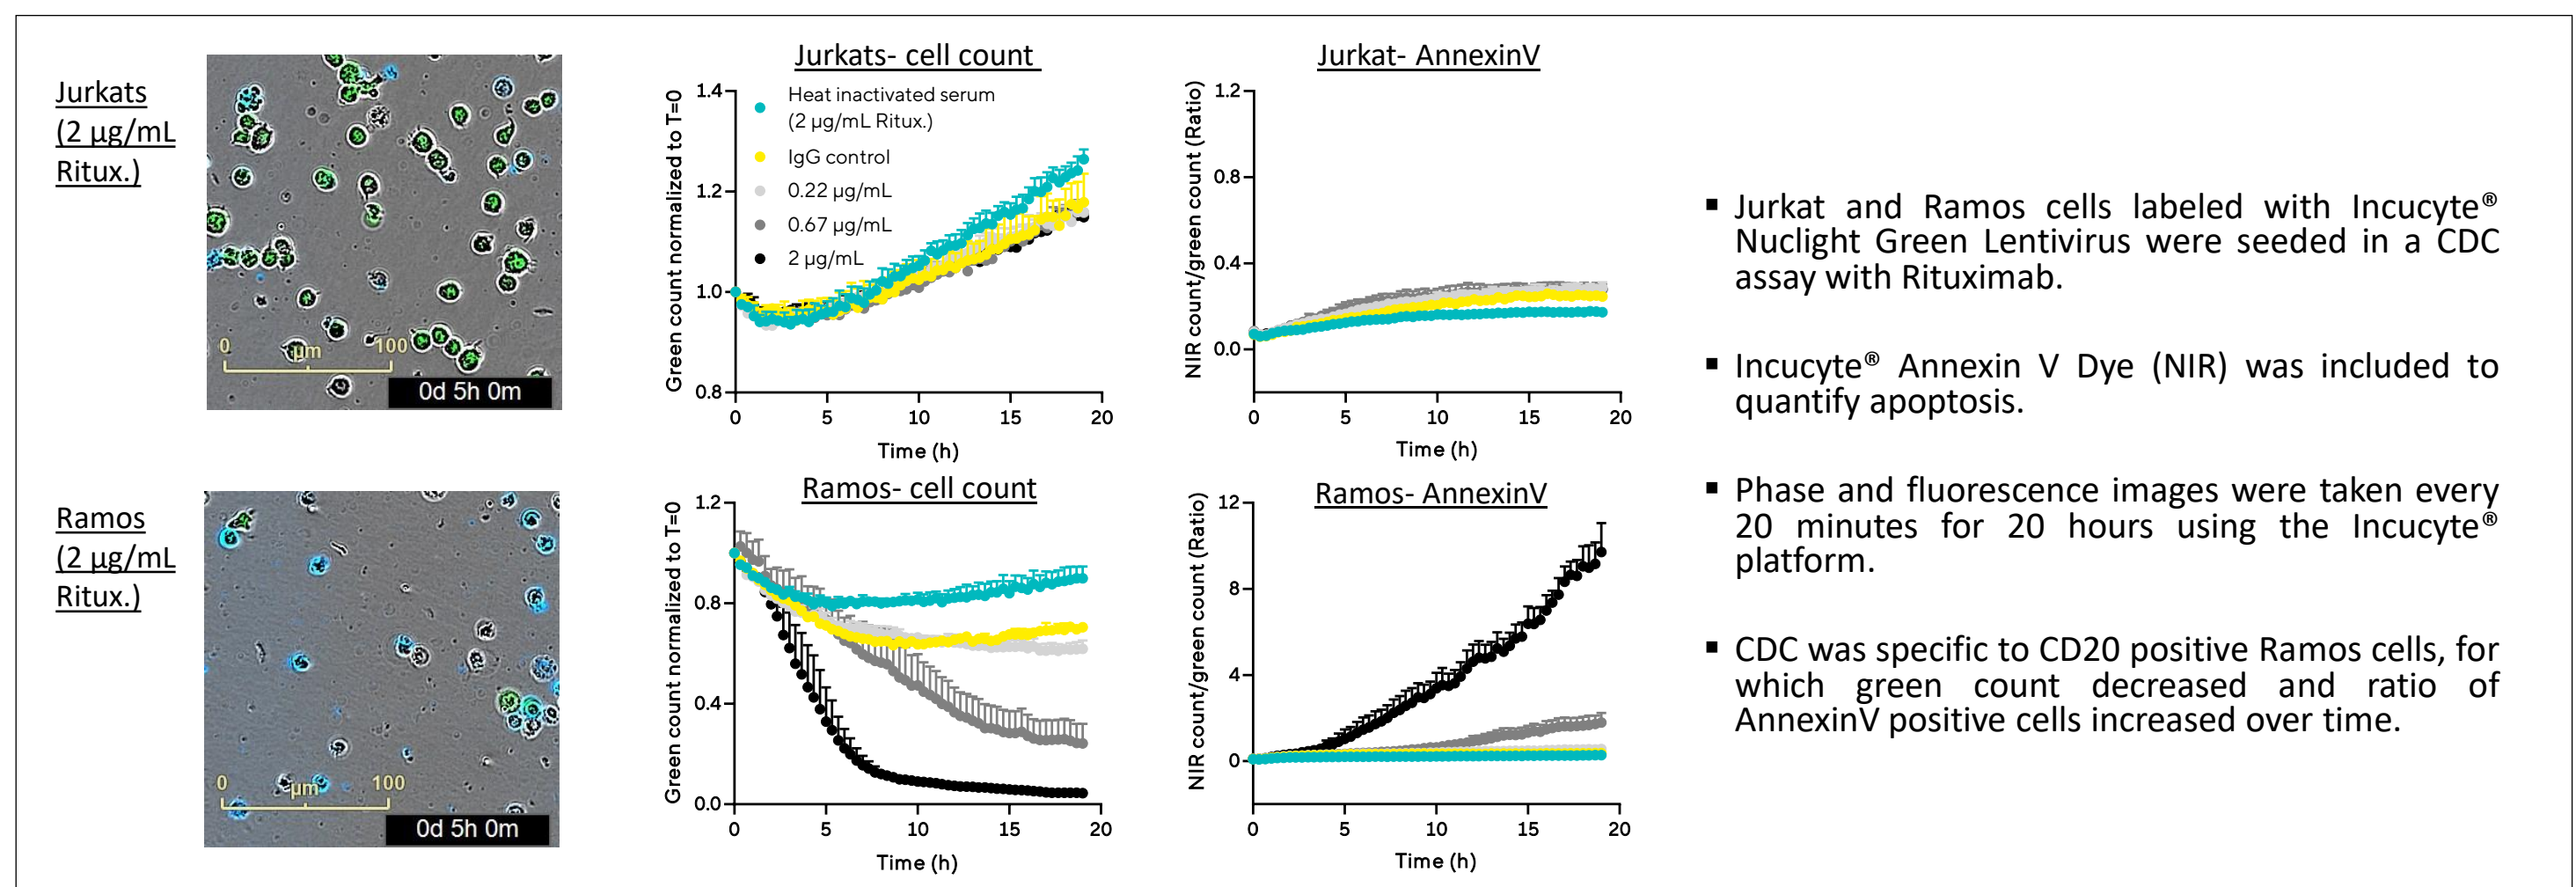 Jurkats
(2 µg/mL
Ritux.)
0 µm 100
0d 5h 0m
Jurkats- cell count
Green count normalized to T=0
1.4
1.2
1.0
0.8
Heat inactivated serum
(2 µg/mL Ritux.)
IgG control
0.22 µg/mL
0.67 µg/mL
2 µg/mL
0 5 10 15 20
Time (h)
Jurkat- AnnexinV
NIR count/green count (Ratio)
1.2
0.8
0.4
0.0
0 5 10 15 20
Time (h)
Ramos
(2 µg/mL
Ritux.)
0 µm 100
0d 5h 0m
Ramos- cell count
Green count normalized to T=0
1.2
0.8
0.4
0.0
0 5 10 15 20
Time (h)
Ramos- AnnexinV
NIR count/green count (Ratio)
12
8
4
0
0 5 10 15 20
Time (h)
▪ Jurkat and Ramos cells labeled with Incucyte®
Nuclight Green Lentivirus were seeded in a CDC
assay with Rituximab.
▪ Incucyte® Annexin V Dye (NIR) was included to
quantify apoptosis.
▪ Phase and fluorescence images were taken every
20 minutes for 20 hours using the Incucyte®
platform.
▪ CDC was specific to CD20 positive Ramos cells, for
which green count decreased and ratio of
AnnexinV positive cells increased over time.